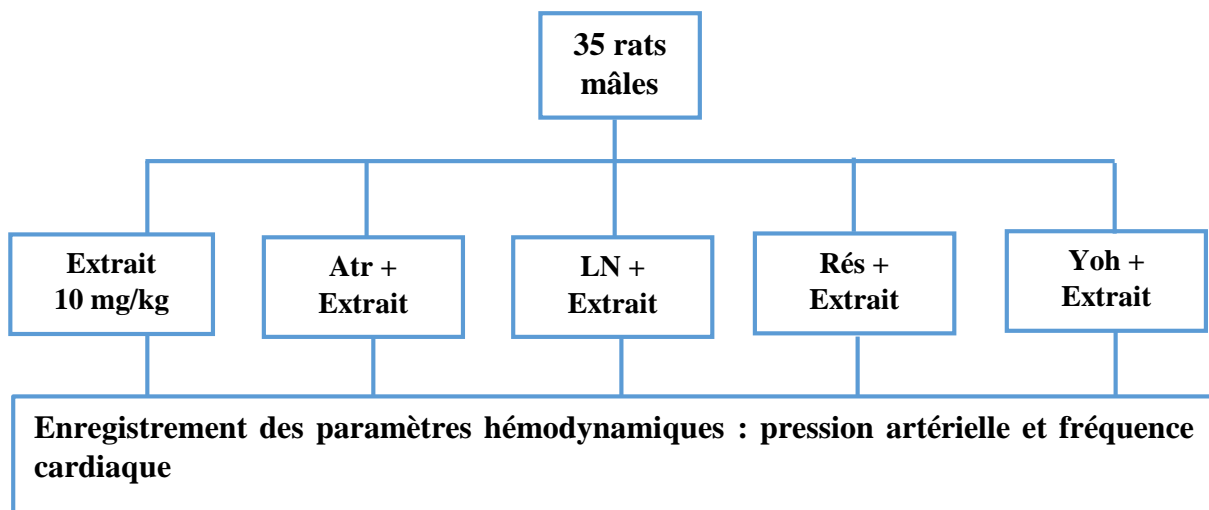 35 rats
mâles
Extrait
10 mg/kg
Atr +
Extrait
LN +
Extrait
Rés +
Extrait
Yoh +
Extrait
Enregistrement des paramètres hémodynamiques : pression artérielle et fréquence
cardiaque